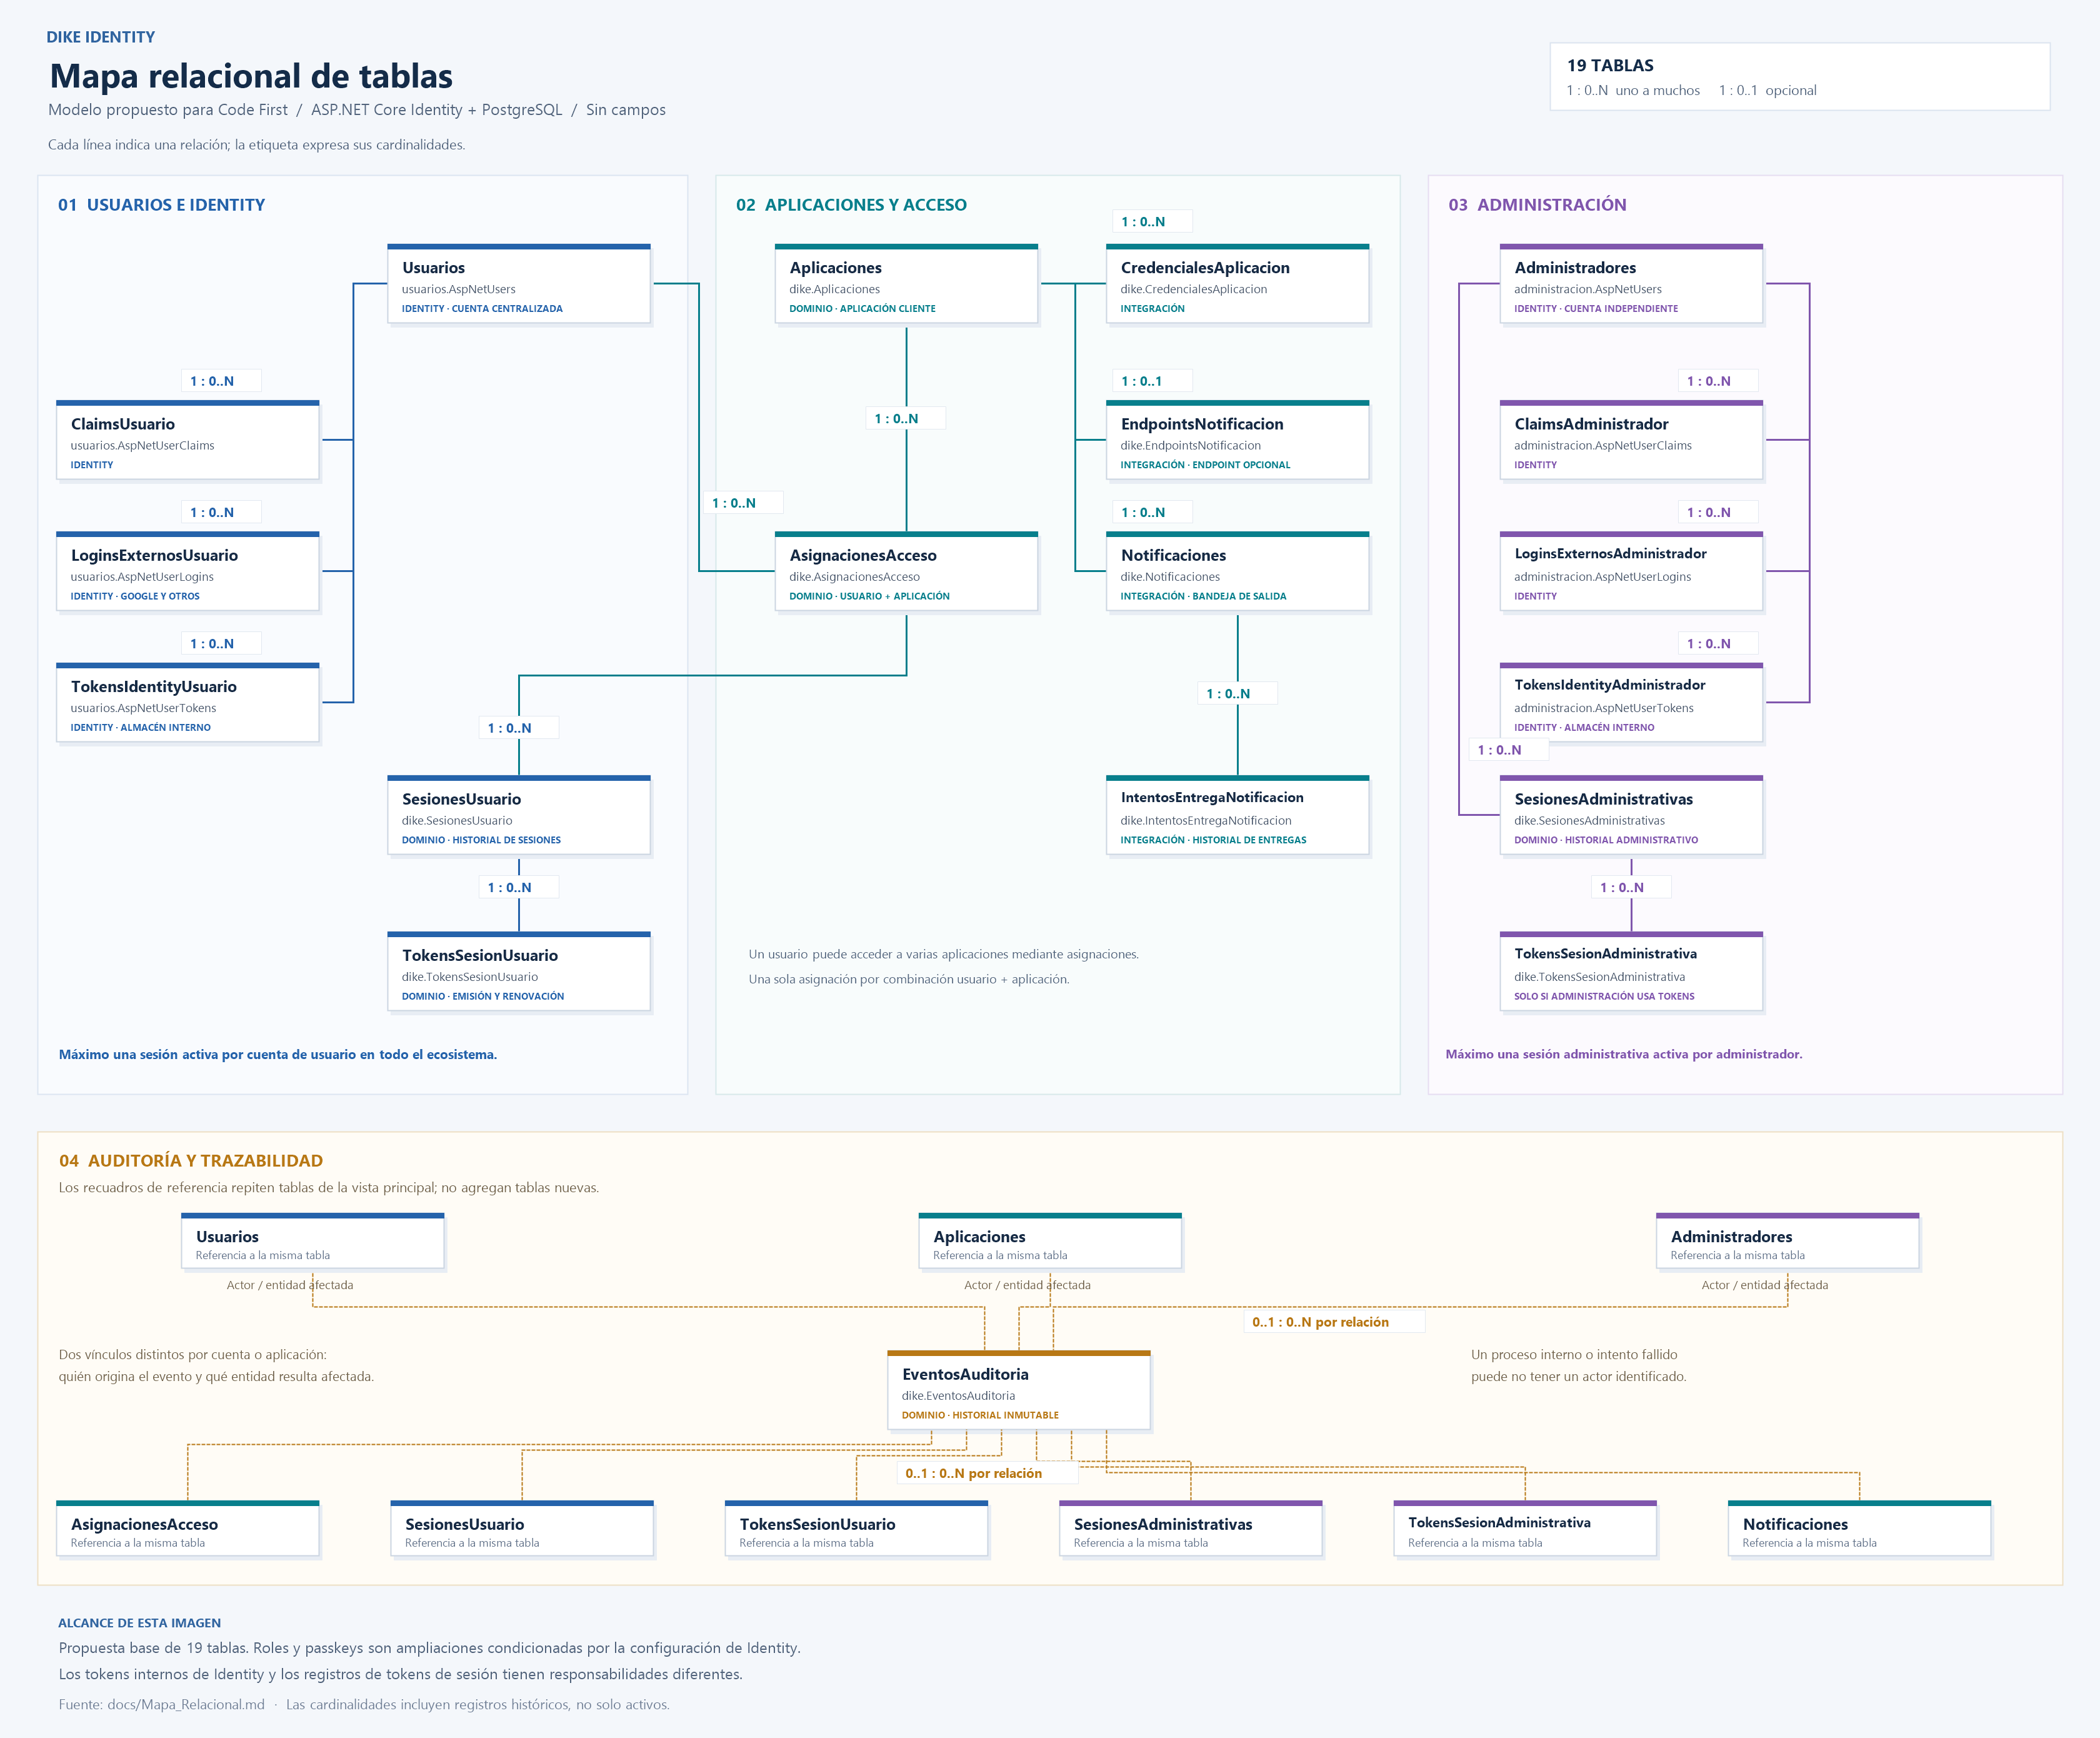 DIKE IDENTITY
Mapa relacional de tablas
Modelo propuesto para Code First / ASP.NET Core Identity + PostgreSQL / Sin campos
Cada línea indica una relación; la etiqueta expresa sus cardinalidades.
19 TABLAS
1 : 0..N uno a muchos 1 : 0..1 opcional
01 USUARIOS E IDENTITY
Usuarios
usuarios.AspNetUsers
IDENTITY · CUENTA CENTRALIZADA
1 : 0..N
ClaimsUsuario
usuarios.AspNetUserClaims
IDENTITY
1 : 0..N
LoginsExternosUsuario
usuarios.AspNetUserLogins
IDENTITY · GOOGLE Y OTROS
1 : 0..N
TokensIdentityUsuario
usuarios.AspNetUserTokens
IDENTITY · ALMACÉN INTERNO
1 : 0..N
SesionesUsuario
dike.SesionesUsuario
DOMINIO · HISTORIAL DE SESIONES
1 : 0..N
TokensSesionUsuario
dike.TokensSesionUsuario
DOMINIO · EMISIÓN Y RENOVACIÓN
Máximo una sesión activa por cuenta de usuario en todo el ecosistema.
02 APLICACIONES Y ACCESO
1 : 0..N
Aplicaciones
dike.Aplicaciones
DOMINIO · APLICACIÓN CLIENTE
CredencialesAplicacion
dike.CredencialesAplicacion
INTEGRACIÓN
1 : 0..1
1 : 0..N
EndpointsNotificacion
dike.EndpointsNotificacion
INTEGRACIÓN · ENDPOINT OPCIONAL
1 : 0..N
1 : 0..N
AsignacionesAcceso
dike.AsignacionesAcceso
DOMINIO · USUARIO + APLICACIÓN
Notificaciones
dike.Notificaciones
INTEGRACIÓN · BANDEJA DE SALIDA
1 : 0..N
IntentosEntregaNotificacion
dike.IntentosEntregaNotificacion
INTEGRACIÓN · HISTORIAL DE ENTREGAS
Un usuario puede acceder a varias aplicaciones mediante asignaciones.
Una sola asignación por combinación usuario + aplicación.
03 ADMINISTRACIÓN
Administradores
administracion.AspNetUsers
IDENTITY · CUENTA INDEPENDIENTE
1 : 0..N
ClaimsAdministrador
administracion.AspNetUserClaims
IDENTITY
1 : 0..N
LoginsExternosAdministrador
administracion.AspNetUserLogins
IDENTITY
1 : 0..N
TokensIdentityAdministrador
administracion.AspNetUserTokens
IDENTITY · ALMACÉN INTERNO
1 : 0..N
SesionesAdministrativas
dike.SesionesAdministrativas
DOMINIO · HISTORIAL ADMINISTRATIVO
1 : 0..N
TokensSesionAdministrativa
dike.TokensSesionAdministrativa
SOLO SI ADMINISTRACIÓN USA TOKENS
Máximo una sesión administrativa activa por administrador.
04 AUDITORÍA Y TRAZABILIDAD
Los recuadros de referencia repiten tablas de la vista principal; no agregan tablas nuevas.
Usuarios
Referencia a la misma tabla
Actor / entidad afectada
Aplicaciones
Referencia a la misma tabla
Actor / entidad afectada
Administradores
Referencia a la misma tabla
Actor / entidad afectada
0..1 : 0..N por relación
Dos vínculos distintos por cuenta o aplicación:
quién origina el evento y qué entidad resulta afectada.
EventosAuditoria
dike.EventosAuditoria
DOMINIO · HISTORIAL INMUTABLE
Un proceso interno o intento fallido
puede no tener un actor identificado.
0..1 : 0..N por relación
AsignacionesAcceso
Referencia a la misma tabla
SesionesUsuario
Referencia a la misma tabla
TokensSesionUsuario
Referencia a la misma tabla
SesionesAdministrativas
Referencia a la misma tabla
TokensSesionAdministrativa
Referencia a la misma tabla
Notificaciones
Referencia a la misma tabla
ALCANCE DE ESTA IMAGEN
Propuesta base de 19 tablas. Roles y passkeys son ampliaciones condicionadas por la configuración de Identity.
Los tokens internos de Identity y los registros de tokens de sesión tienen responsabilidades diferentes.
Fuente: docs/Mapa_Relacional.md · Las cardinalidades incluyen registros históricos, no solo activos.